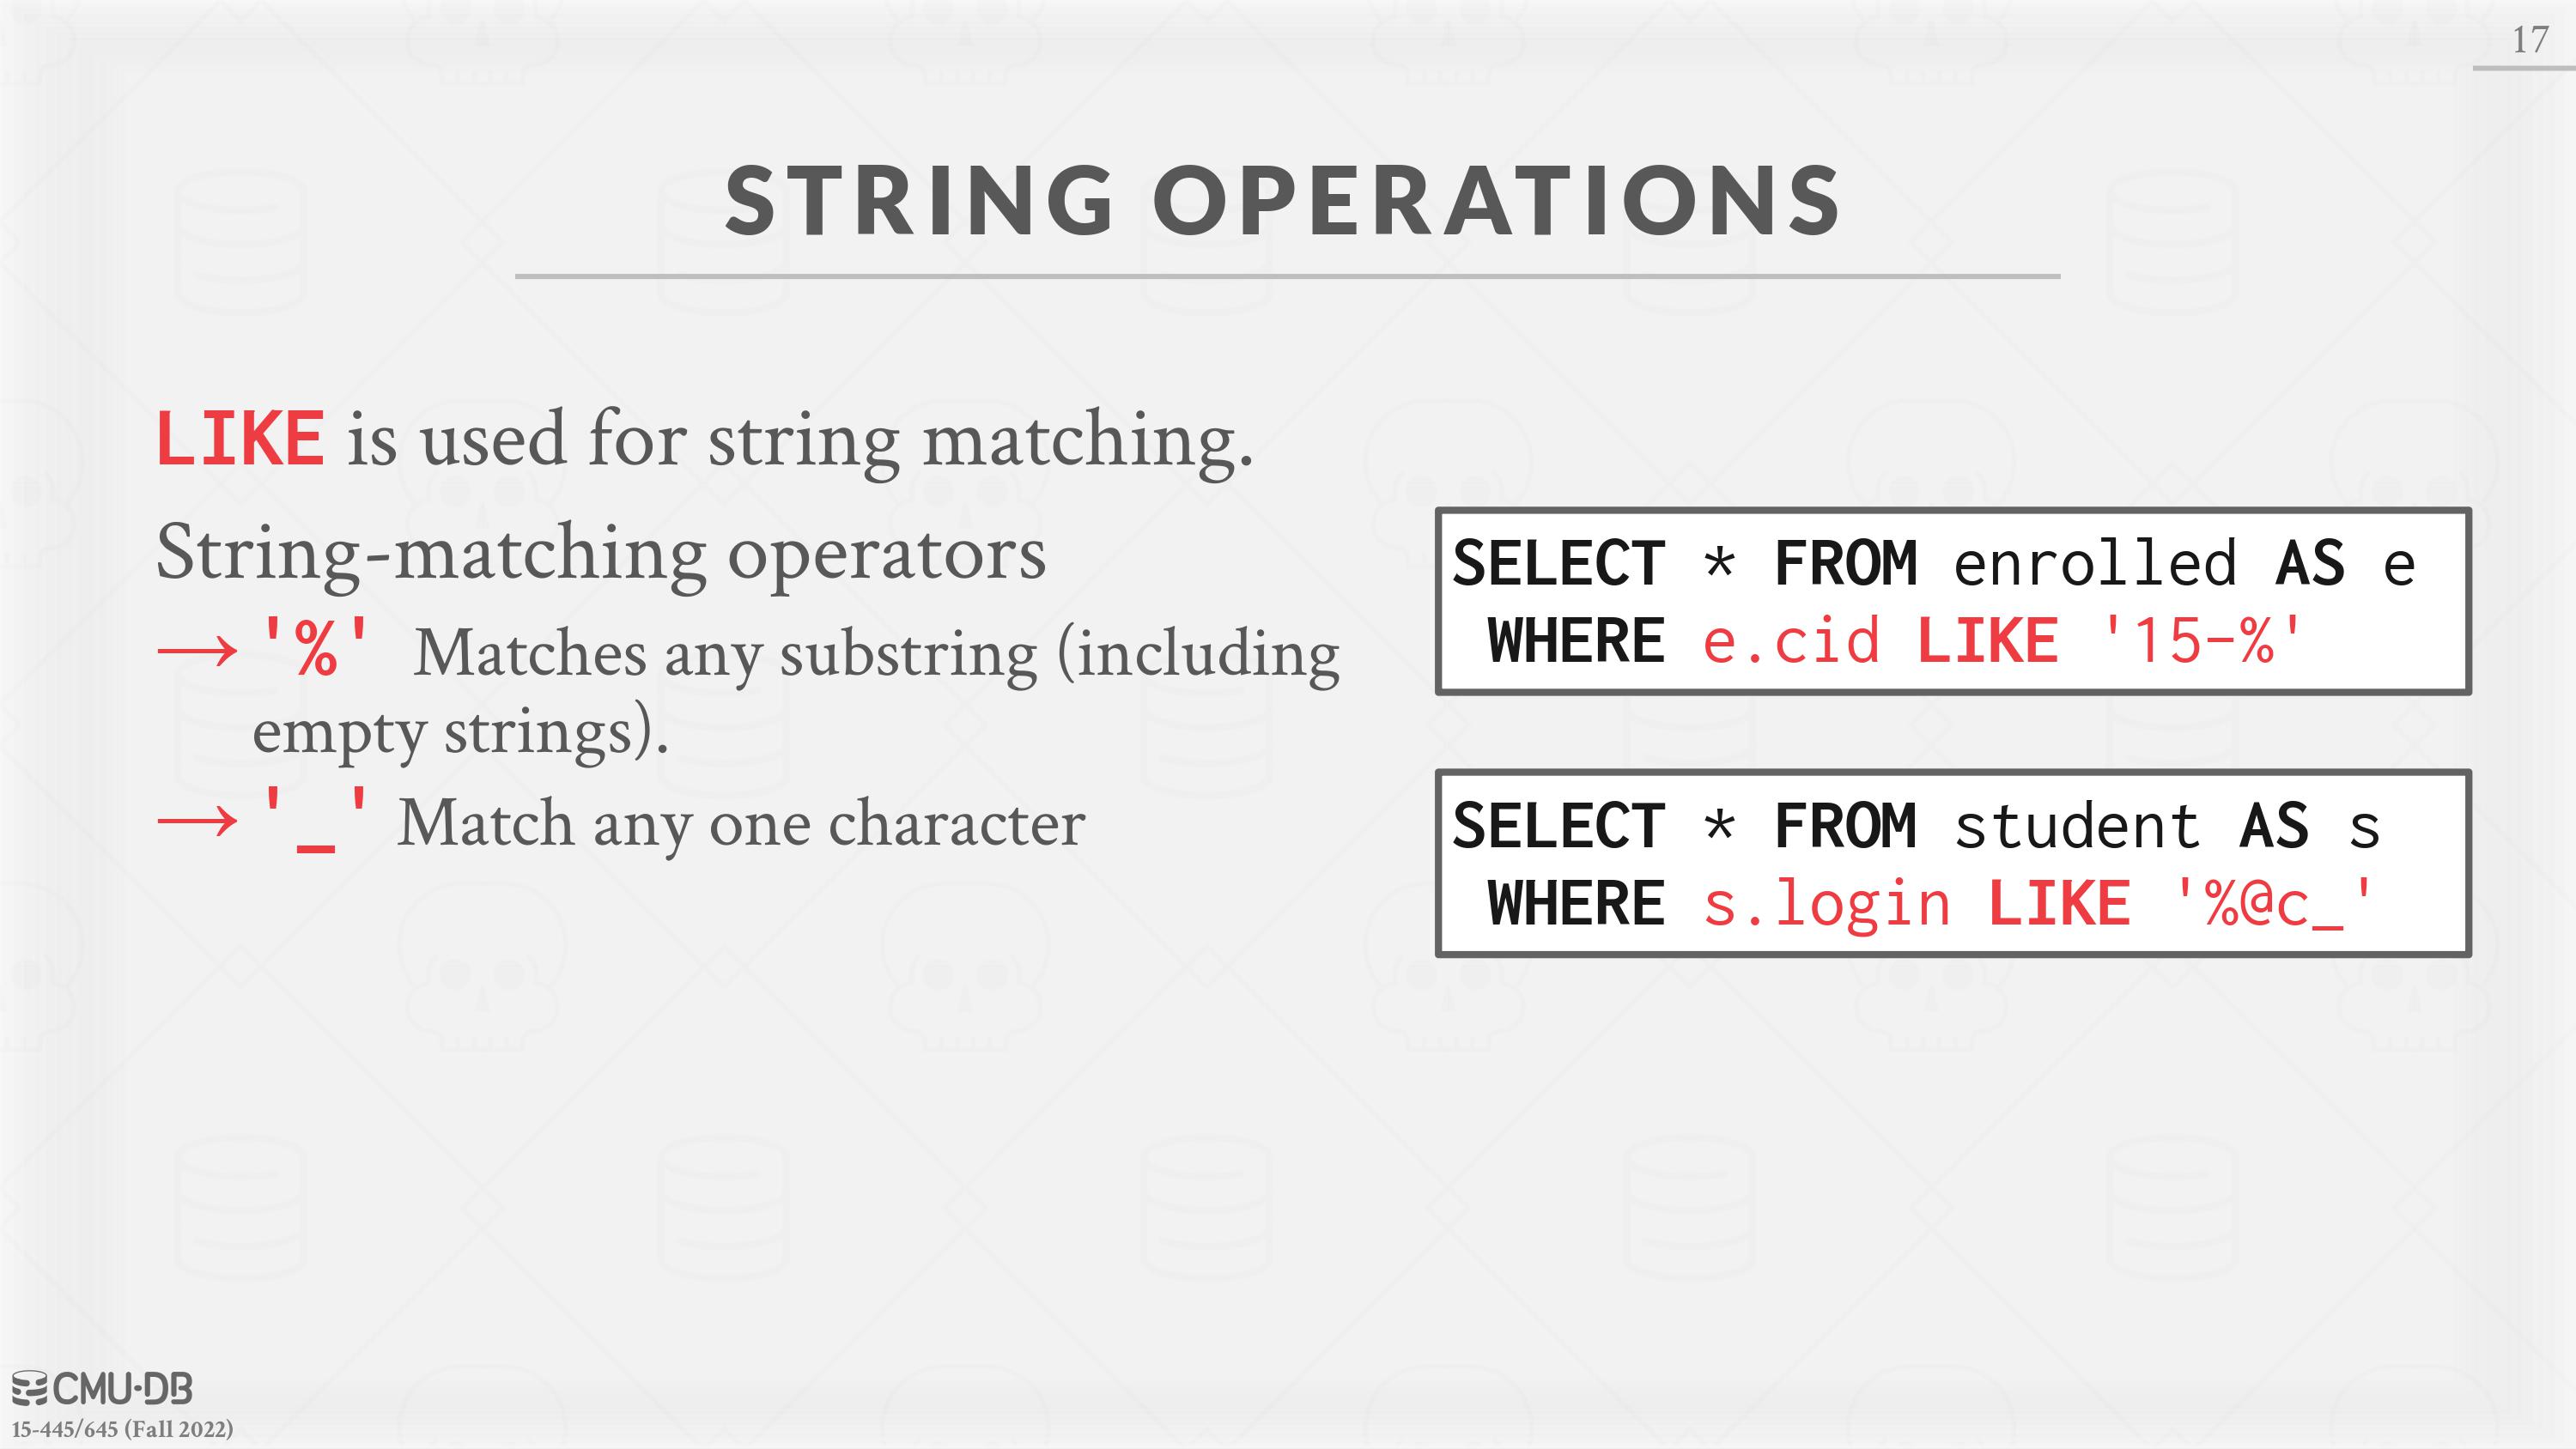 17
STRING OPERATIONS
LIKE is used for string matching.
String-matching operators
→'%' Matches any substring (including
empty strings).
→'_' Match any one character
SELECT * FROM enrolled AS e
WHERE e.cid LIKE '15-%'
SELECT * FROM student AS s
WHERE s.login LIKE '%@c_'
CMU·DB
15-445/645 (Fall 2022)